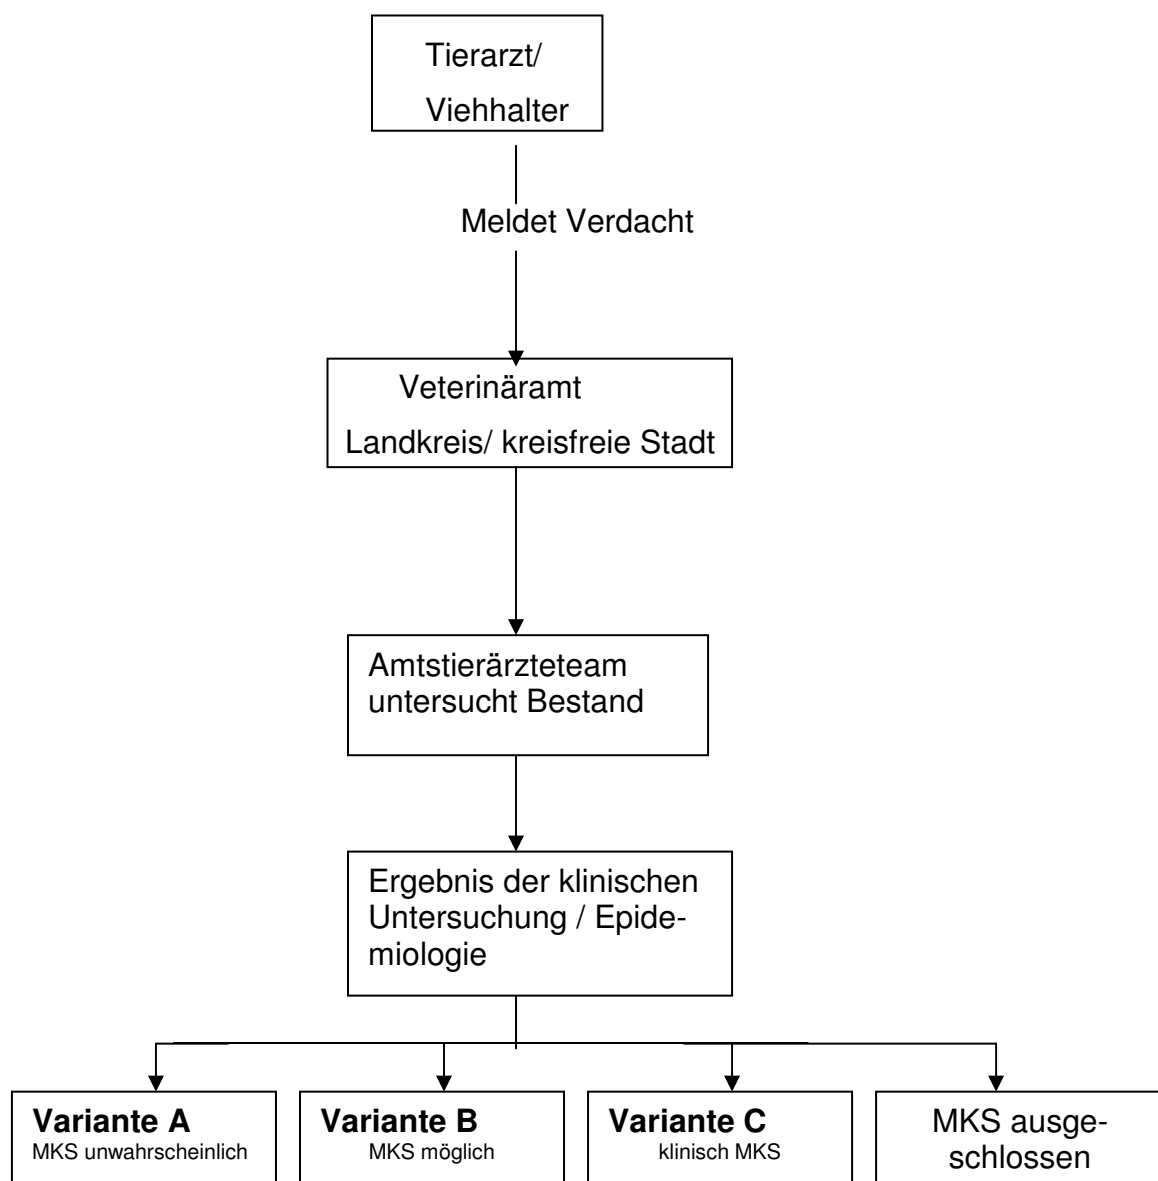 Tierarzt/
Viehhalter
Meldet Verdacht
Veterinäramt
Landkreis/ kreisfreie Stadt
Amtstierärzteteam
untersucht Bestand
Ergebnis der klinischen
Untersuchung / Epide-
miologie
Variante A
MKS unwahrscheinlich
Variante B
MKS möglich
Variante C
klinisch MKS
MKS ausge-
schlossen